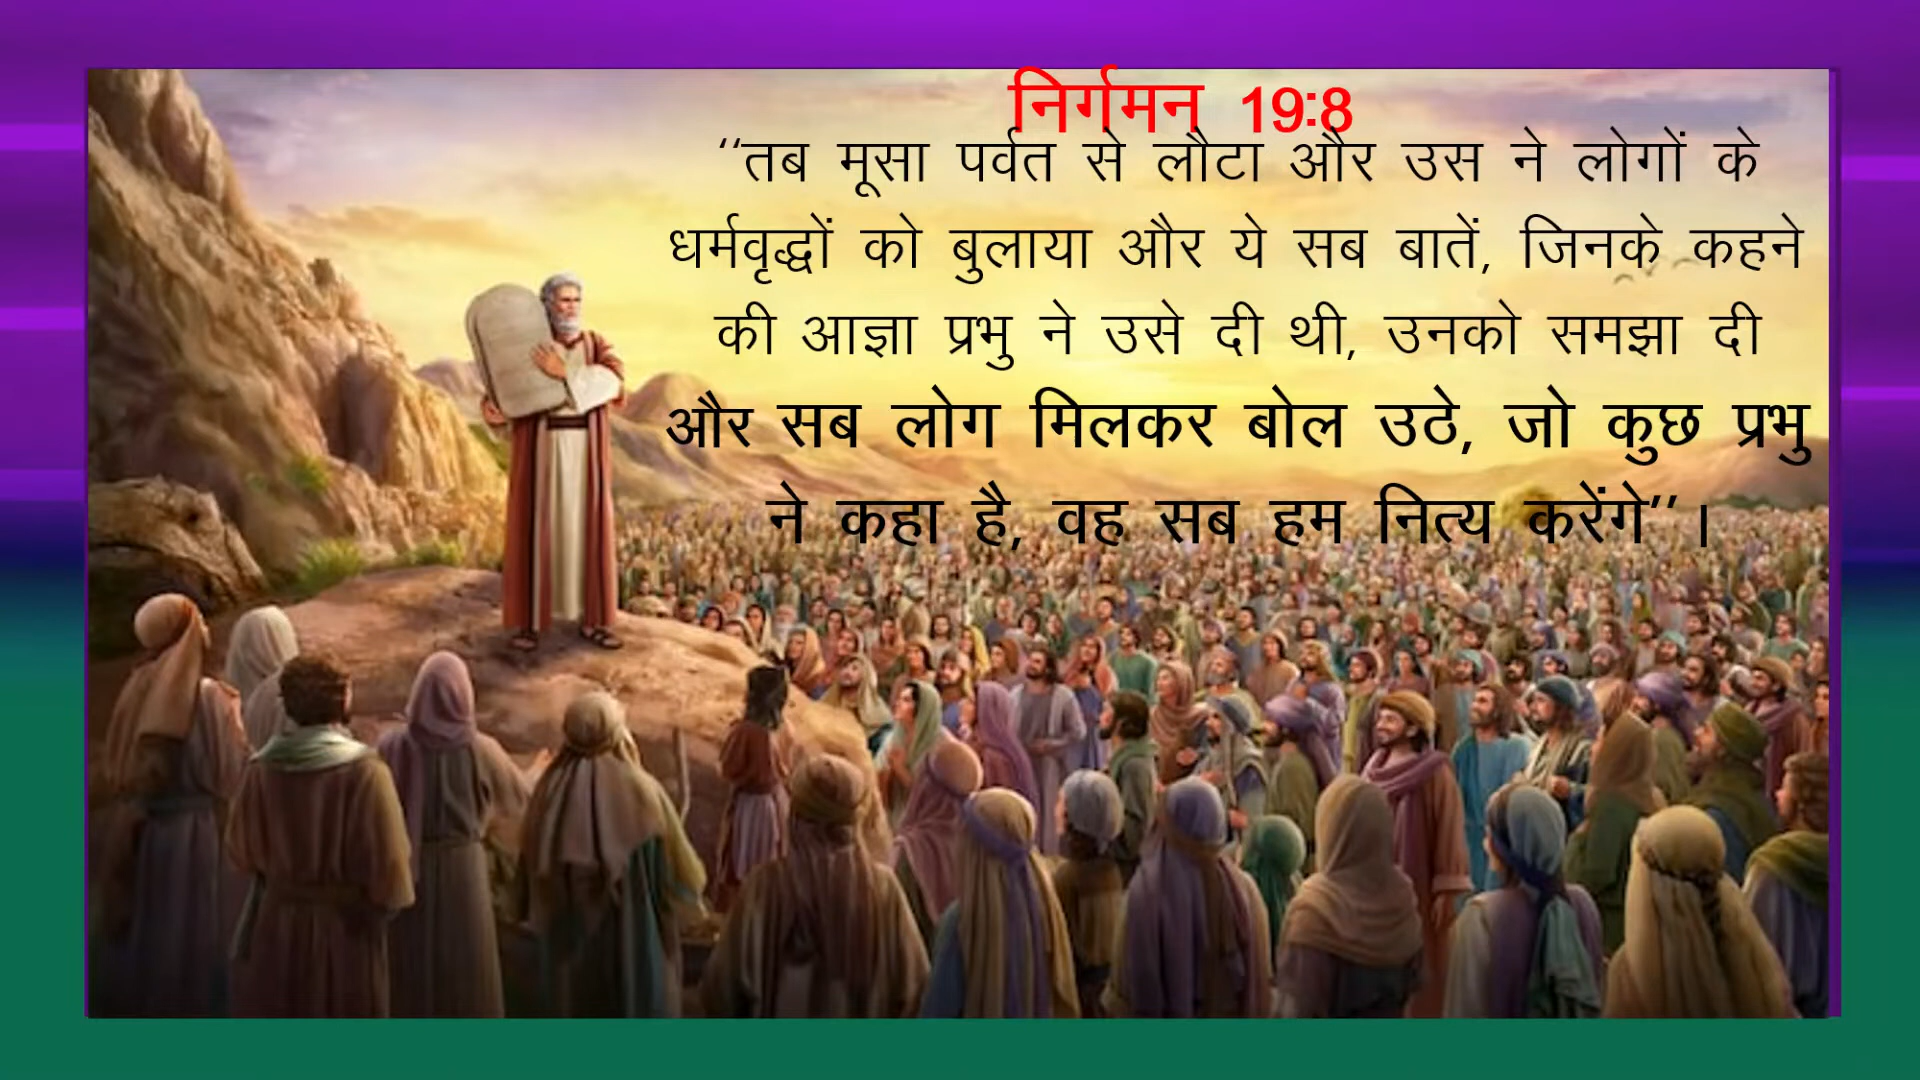 निर्गमन 19:8
‘‘तब मूसा पर्वत से लौटा और उस ने लोगों के
धर्मवृद्धों को बुलाया और ये सब बातें, जिनके कहने
की आज्ञा प्रभु ने उसे दी थी, उनको समझा दी
और सब लोग मिलकर बोल उठे, जो कुछ प्रभु
ने कहा है, वह सब हम नित्य करेंगे’’।